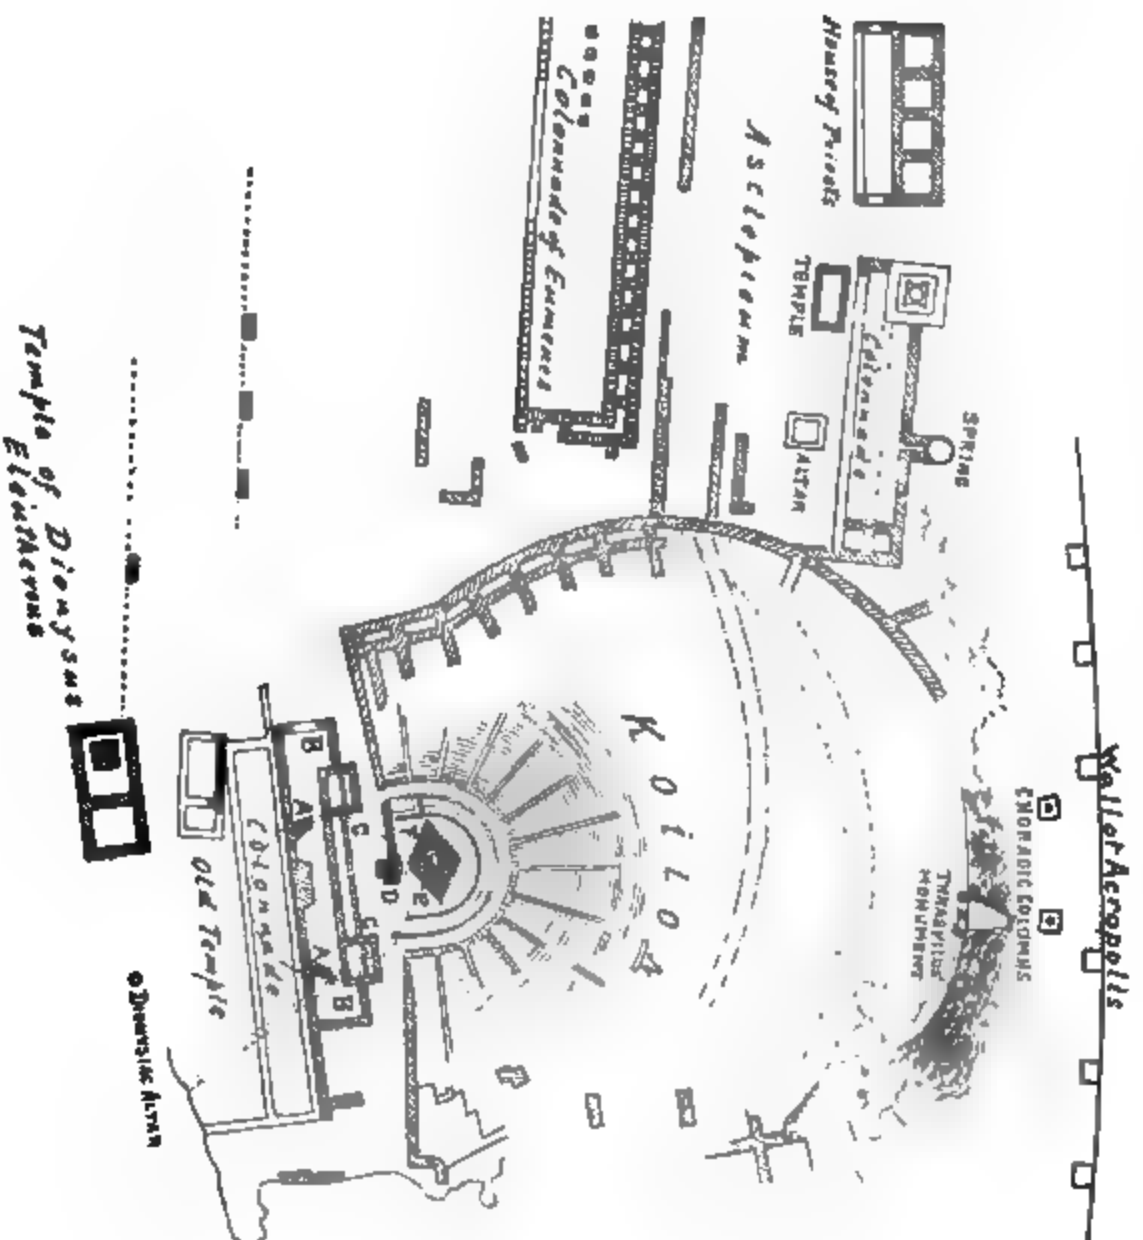 Wall of Acropolis
CHORAGIC COLUMNS
THRASYLLUS
MONUMENT
SPRING
House of Priests
Colonnade
TEMPLE
ALTAR
Asclepieum
KOILON
Colonnade of Eumenes
D
C C
B B
A A
Colonnade
Old Temple
Temple of Dionysus
Eleuthereus
DIONYSIAC ALTAR